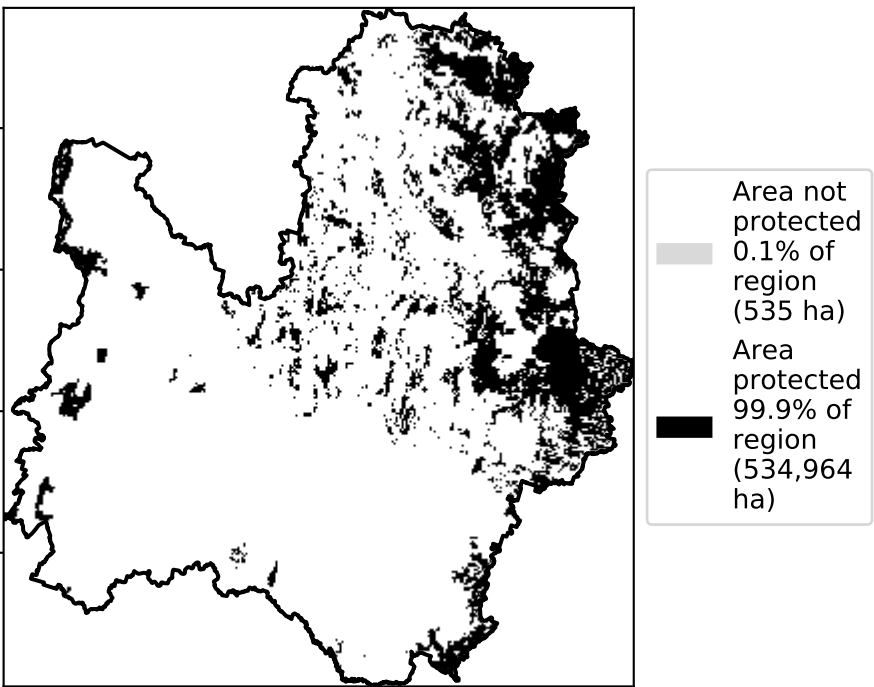 Area not
protected
0.1% of
region
(535 ha)
Area
protected
99.9% of
region
(534,964
ha)